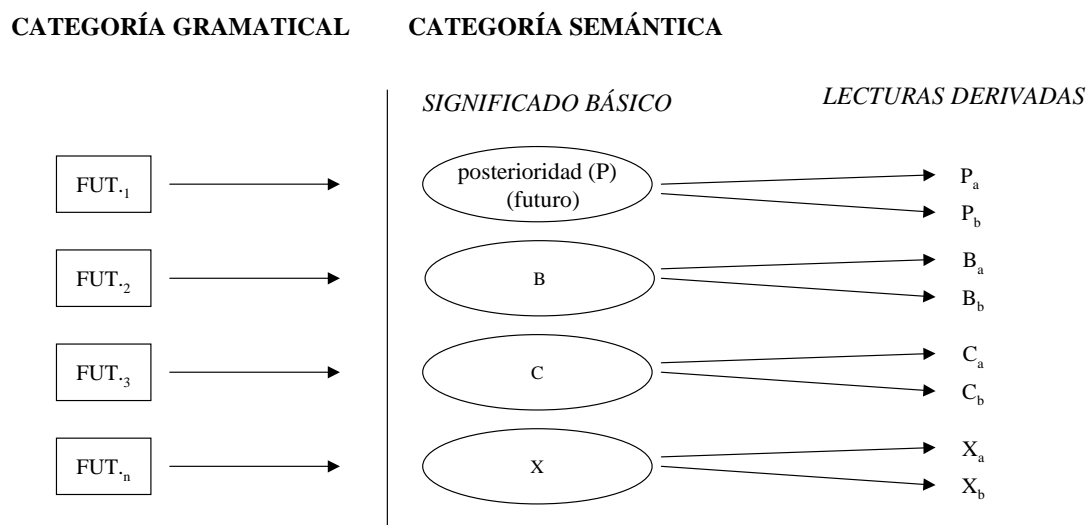 CATEGORÍA GRAMATICAL CATEGORÍA SEMÁNTICA
SIGNIFICADO BÁSICO LECTURAS DERIVADAS
FUT.1 posterioridad (P) Pa
(futuro) Pb
FUT.2 B Ba
Bb
FUT.3 C Ca
Cb
FUT.n X Xa
Xb